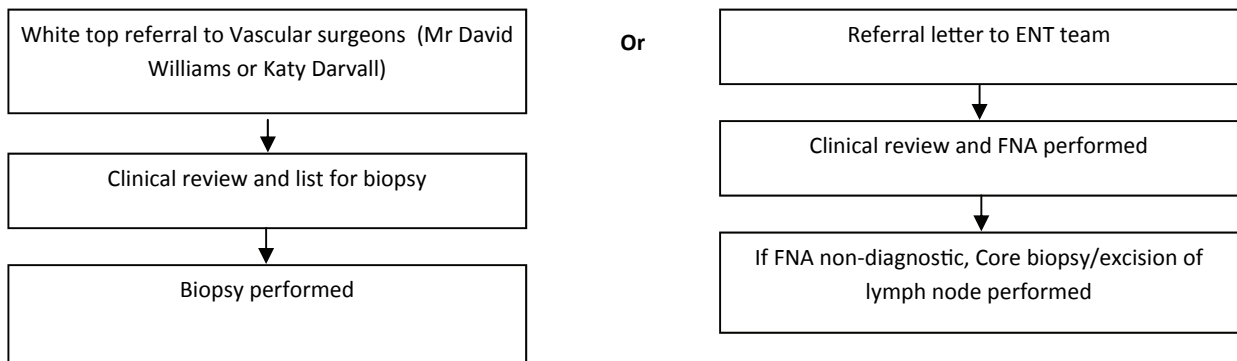 White top referral to Vascular surgeons (Mr David
Williams or Katy Darvall)
Clinical review and list for biopsy
Biopsy performed
Or
Referral letter to ENT team
Clinical review and FNA performed
If FNA non-diagnostic, Core biopsy/excision of
lymph node performed